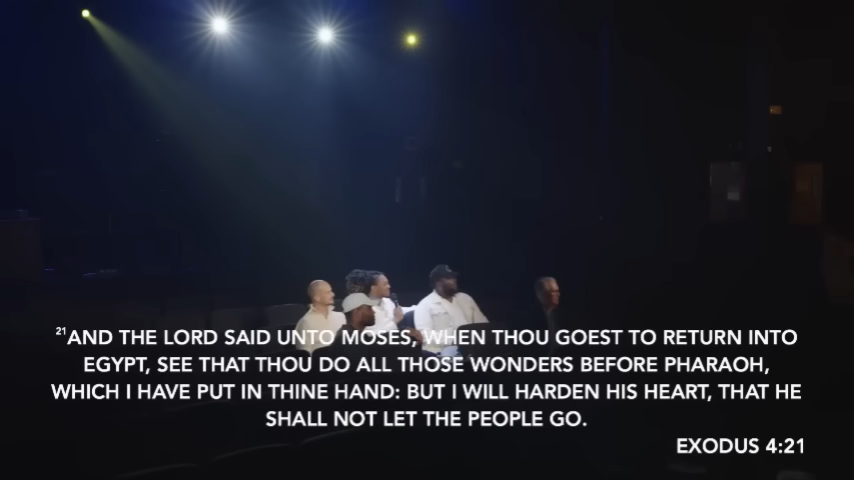 ²¹AND THE LORD SAID UNTO MOSES, WHEN THOU GOEST TO RETURN INTO
EGYPT, SEE THAT THOU DO ALL THOSE WONDERS BEFORE PHARAOH,
WHICH I HAVE PUT IN THINE HAND: BUT I WILL HARDEN HIS HEART, THAT HE
SHALL NOT LET THE PEOPLE GO.
EXODUS 4:21